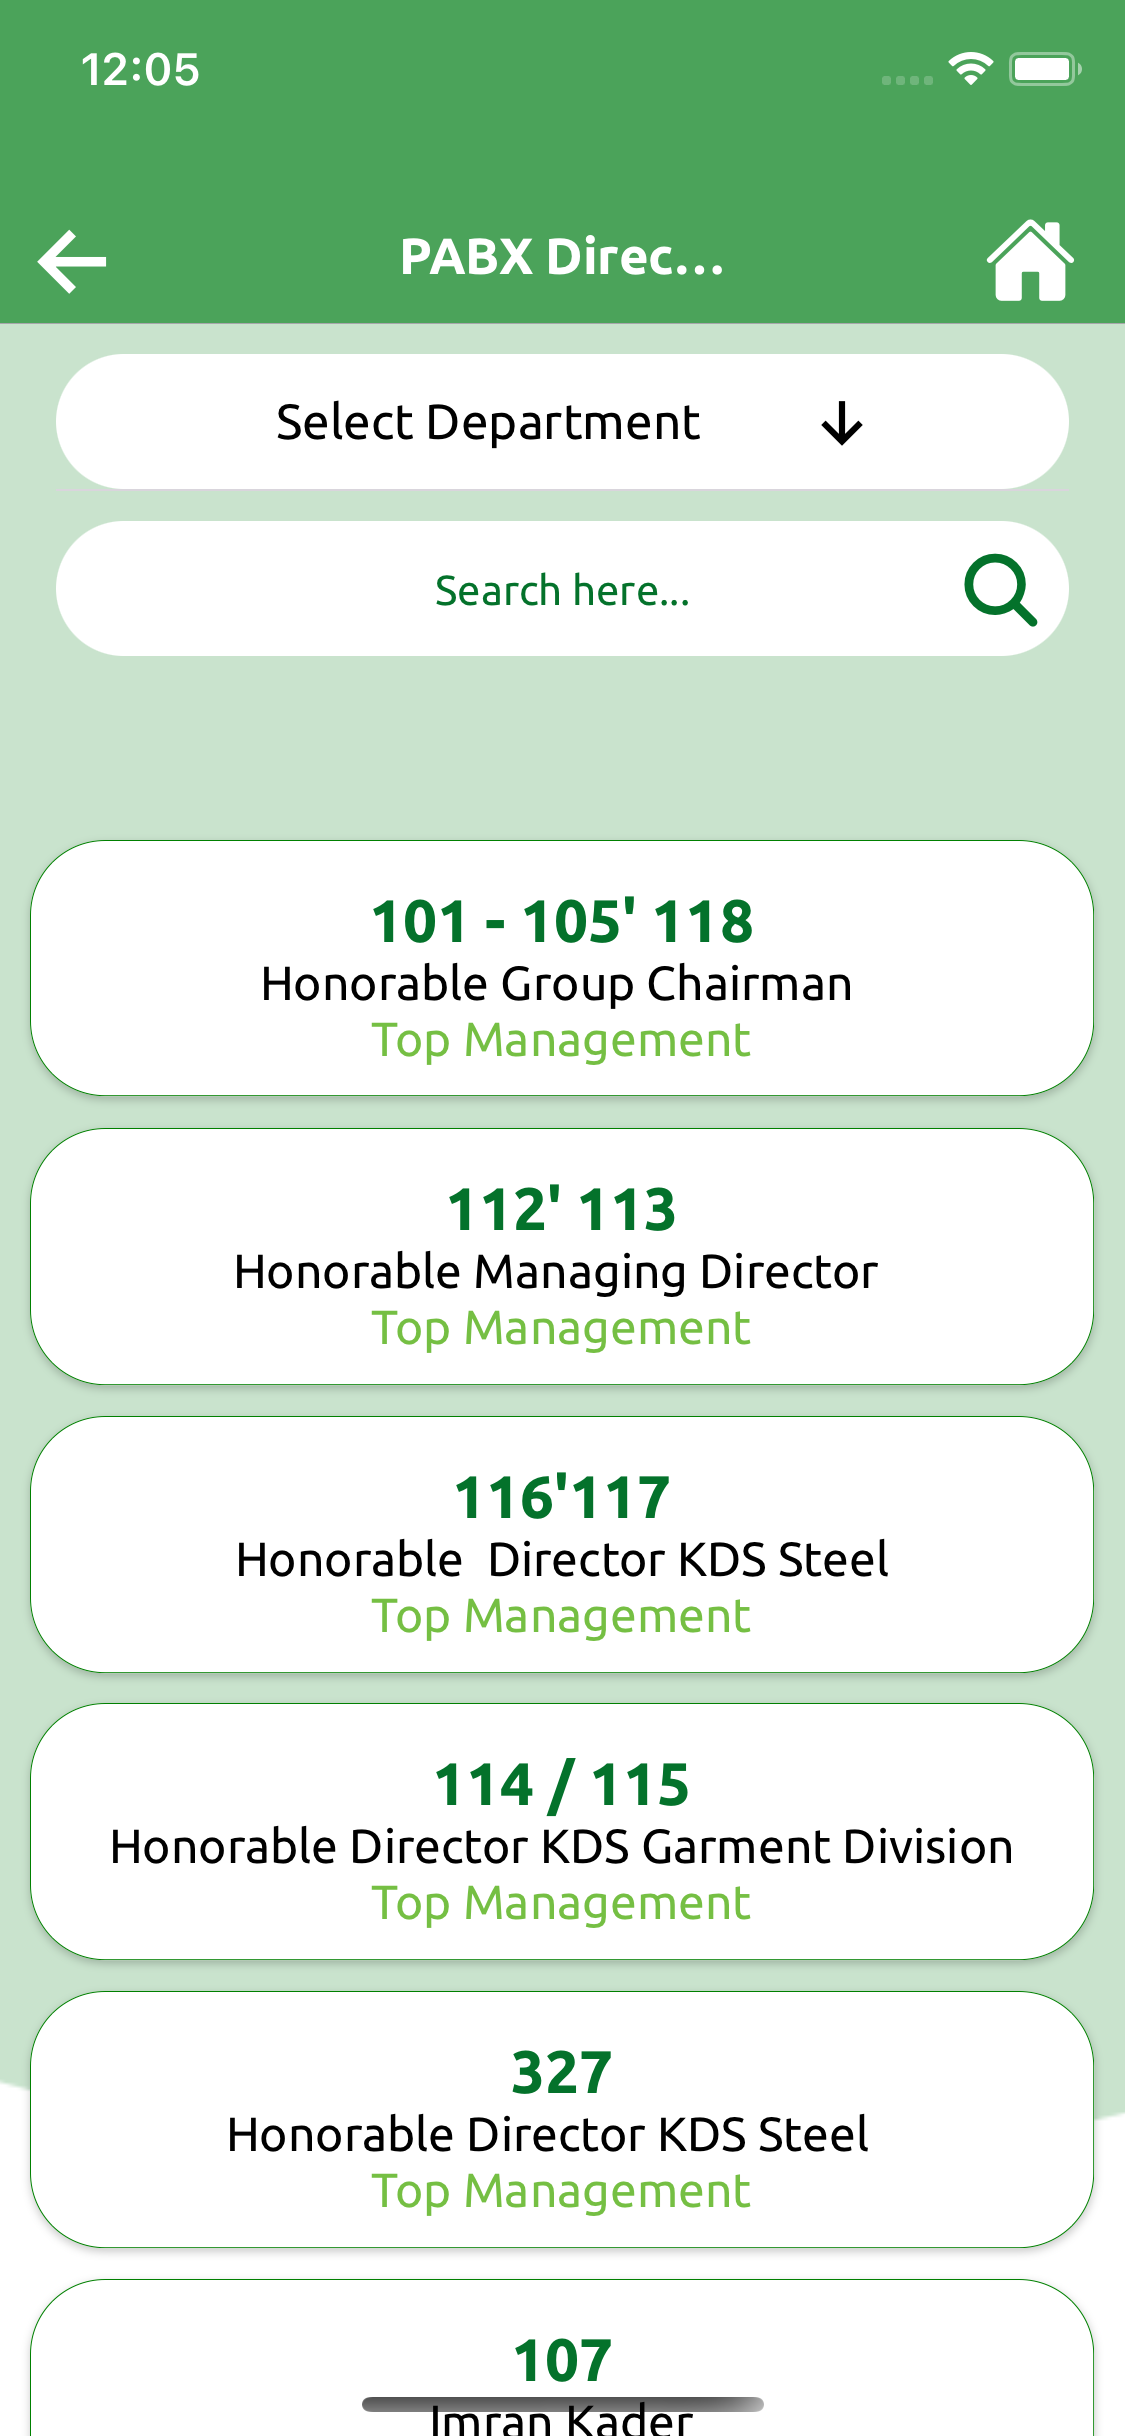 12:05
PABX Direc...
Select Department
Search here...
101 - 105' 118
Honorable Group Chairman
Top Management
112' 113
Honorable Managing Director
Top Management
116'117
Honorable  Director KDS Steel
Top Management
114 / 115
Honorable Director KDS Garment Division
Top Management
327
Honorable Director KDS Steel
Top Management
107
Imran Kader